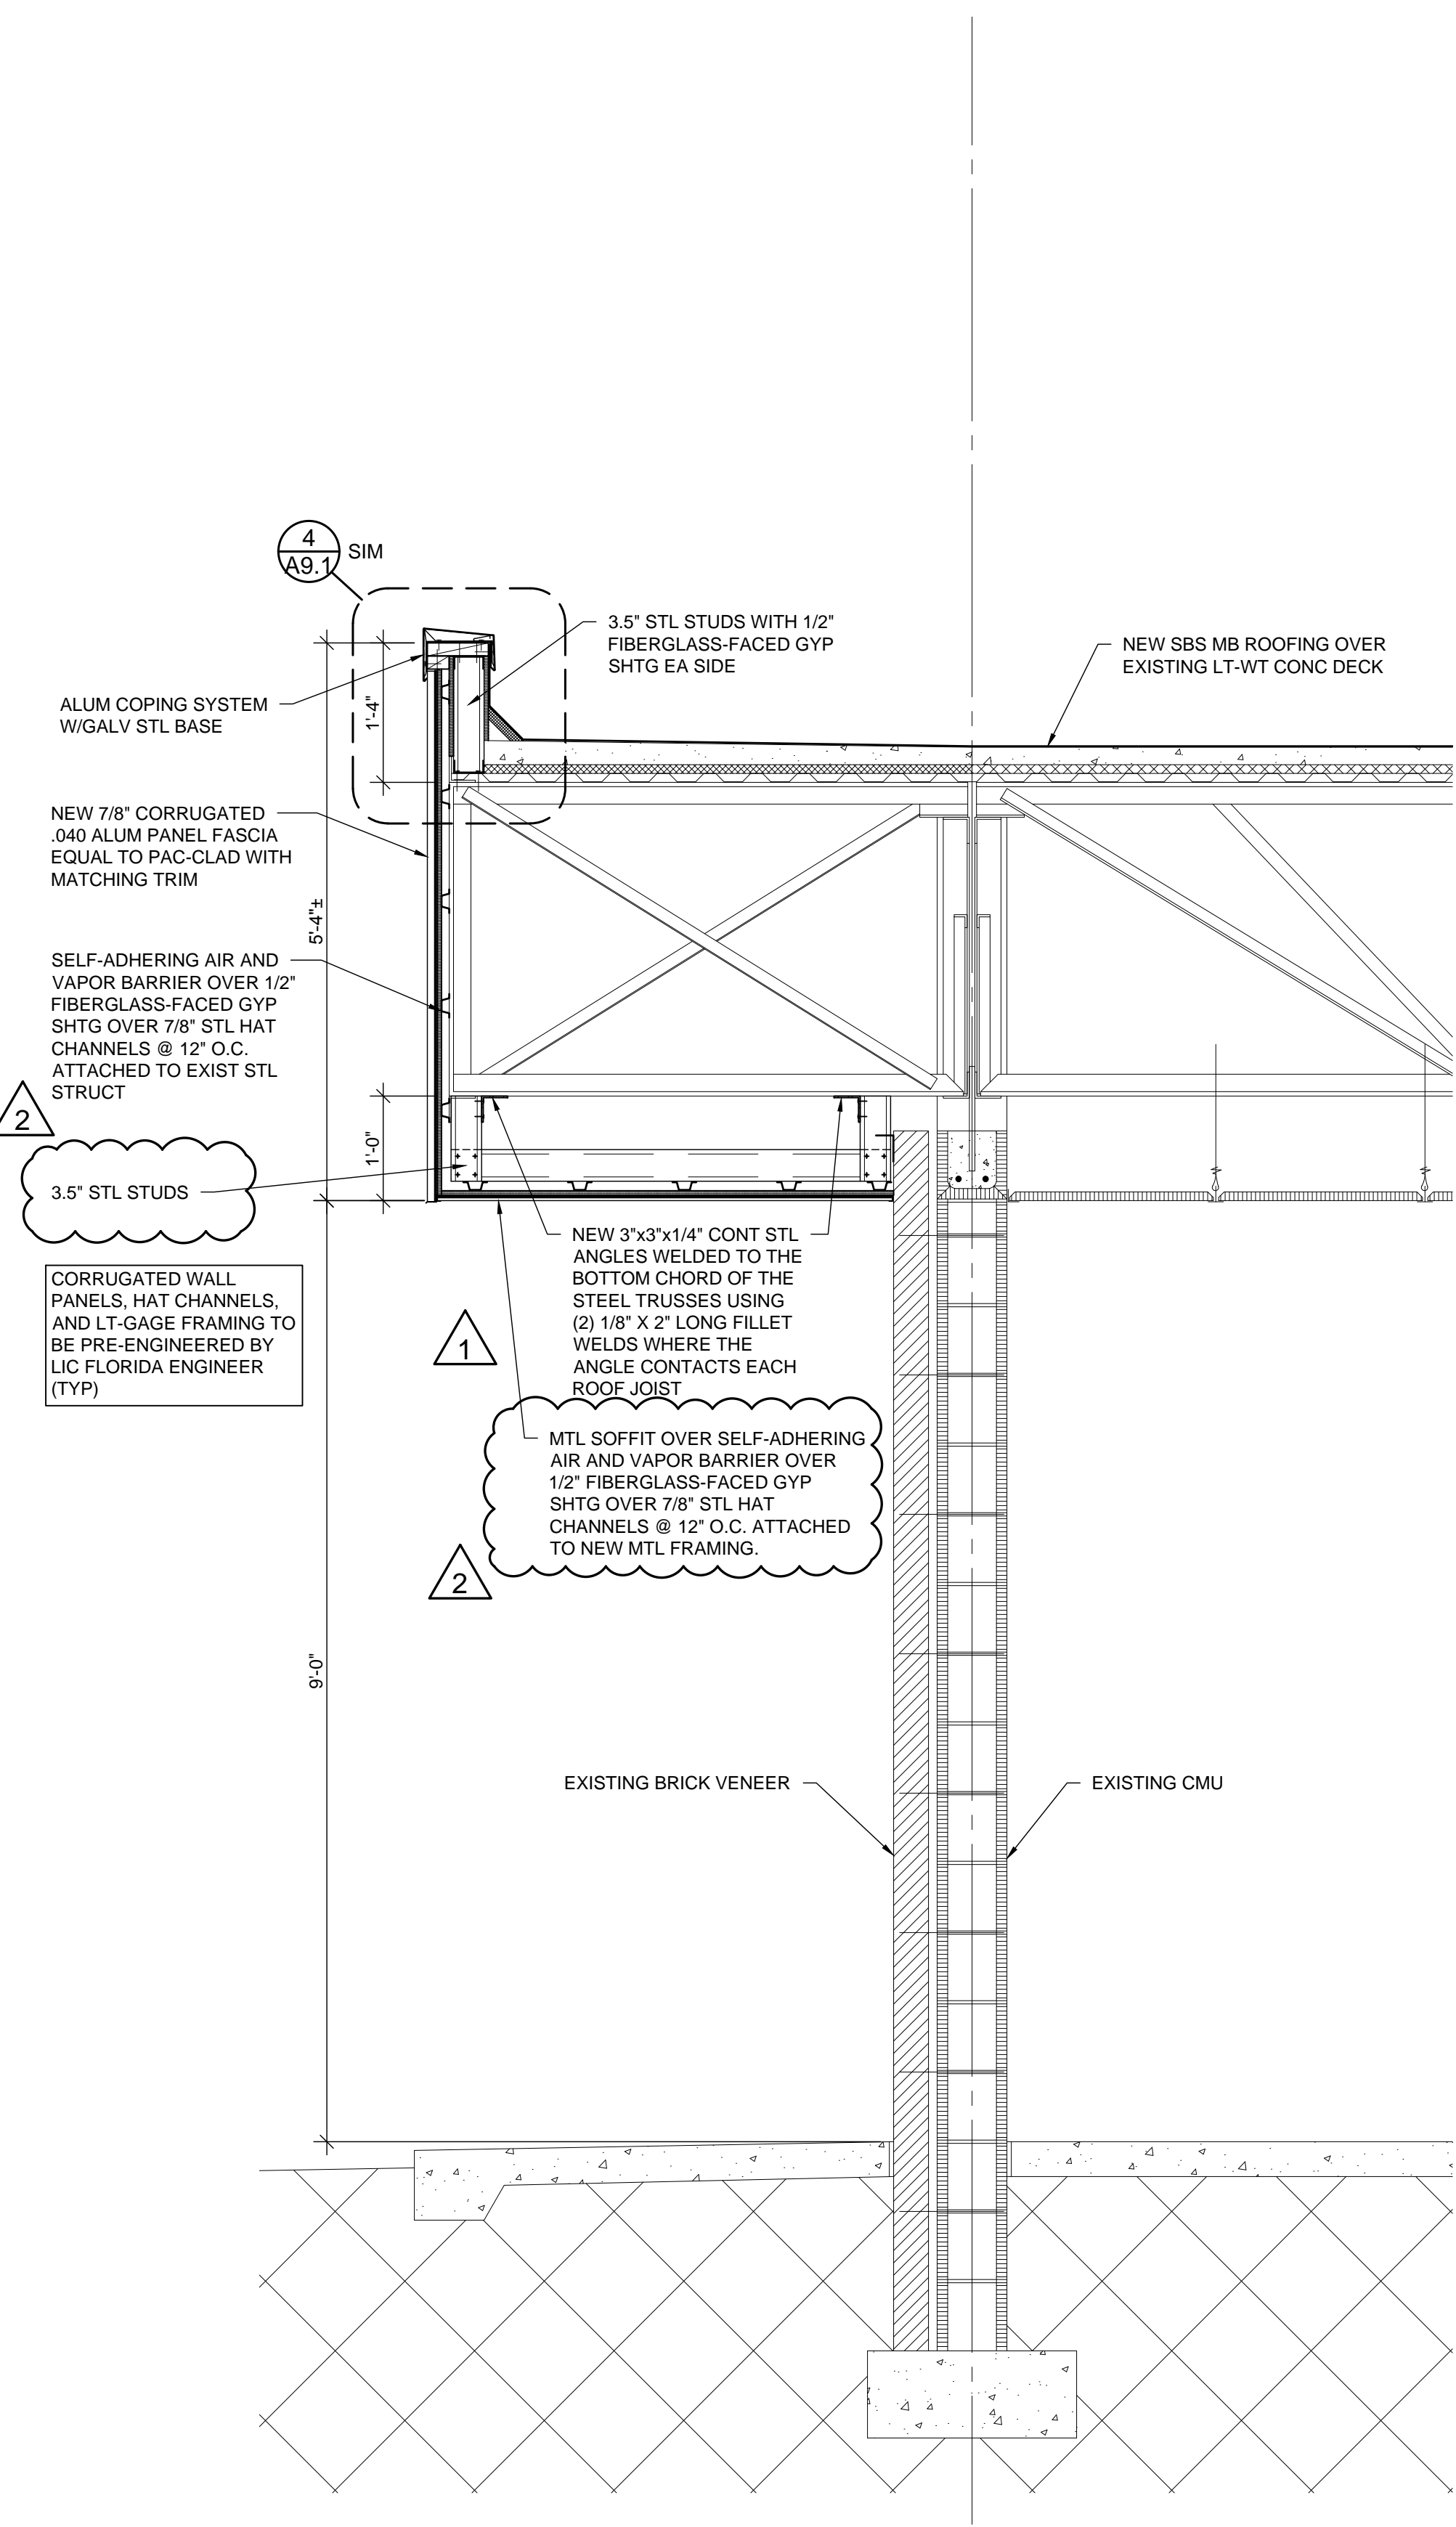 4
A9.1
SIM
3.5" STL STUDS WITH 1/2"
FIBERGLASS-FACED GYP
SHTG EA SIDE
NEW SBS MB ROOFING OVER
EXISTING LT-WT CONC DECK
ALUM COPING SYSTEM
W/GALV STL BASE
1'-4"
NEW 7/8" CORRUGATED
.040 ALUM PANEL FASCIA
EQUAL TO PAC-CLAD WITH
MATCHING TRIM
5'-4"±
SELF-ADHERING AIR AND
VAPOR BARRIER OVER 1/2"
FIBERGLASS-FACED GYP
SHTG OVER 7/8" STL HAT
CHANNELS @ 12" O.C.
ATTACHED TO EXIST STL
STRUCT
2
1'-0"
3.5" STL STUDS
NEW 3"x3"x1/4" CONT STL
ANGLES WELDED TO THE
BOTTOM CHORD OF THE
STEEL TRUSSES USING
(2) 1/8" X 2" LONG FILLET
WELDS WHERE THE
ANGLE CONTACTS EACH
ROOF JOIST
CORRUGATED WALL
PANELS, HAT CHANNELS,
AND LT-GAGE FRAMING TO
BE PRE-ENGINEERED BY
LIC FLORIDA ENGINEER
(TYP)
1
MTL SOFFIT OVER SELF-ADHERING
AIR AND VAPOR BARRIER OVER
1/2" FIBERGLASS-FACED GYP
SHTG OVER 7/8" STL HAT
CHANNELS @ 12" O.C. ATTACHED
TO NEW MTL FRAMING.
2
9'-0"
EXISTING BRICK VENEER
EXISTING CMU